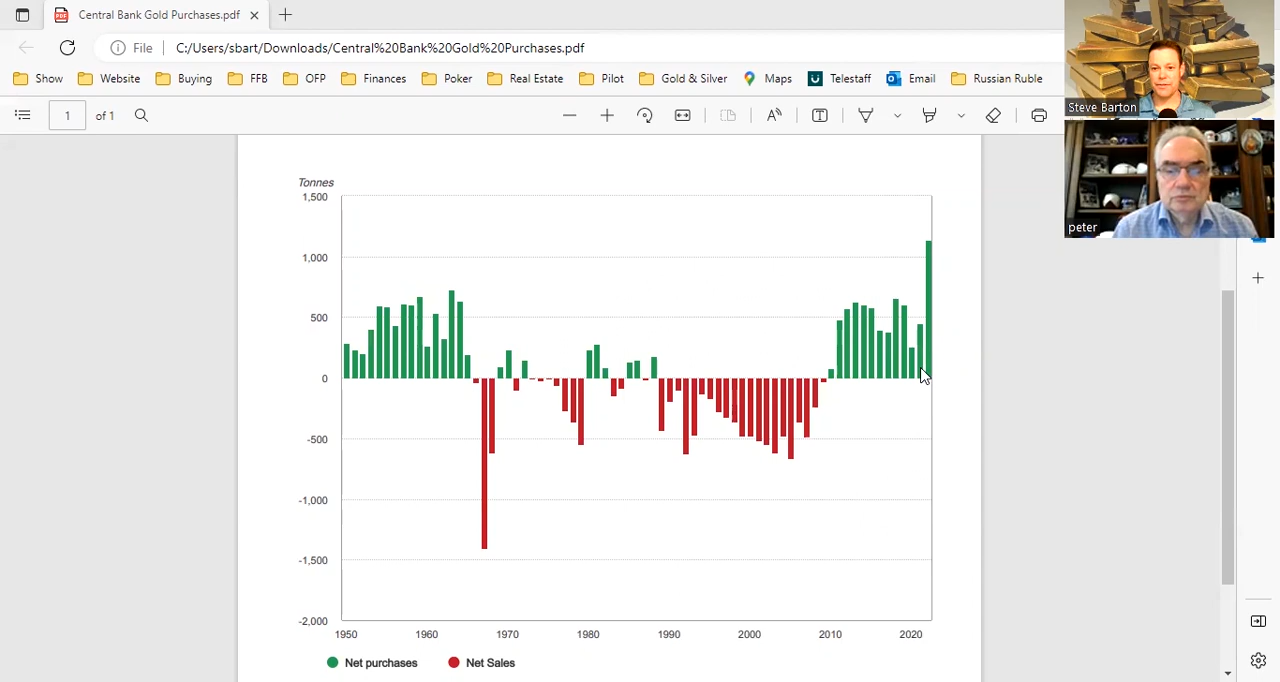 Central Bank Gold Purchases.pdf
File C:/Users/sbart/Downloads/Central%20Bank%20Gold%20Purchases.pdf
Show Website Buying FFB OFP Finances Poker Real Estate Pilot Gold & Silver Maps Telestaff Email Russian Ruble
1 of 1
Steve Barton
peter
Tonnes
1,500
1,000
500
0
-500
-1,000
-1,500
-2,000
1950 1960 1970 1980 1990 2000 2010 2020
Net purchases Net Sales